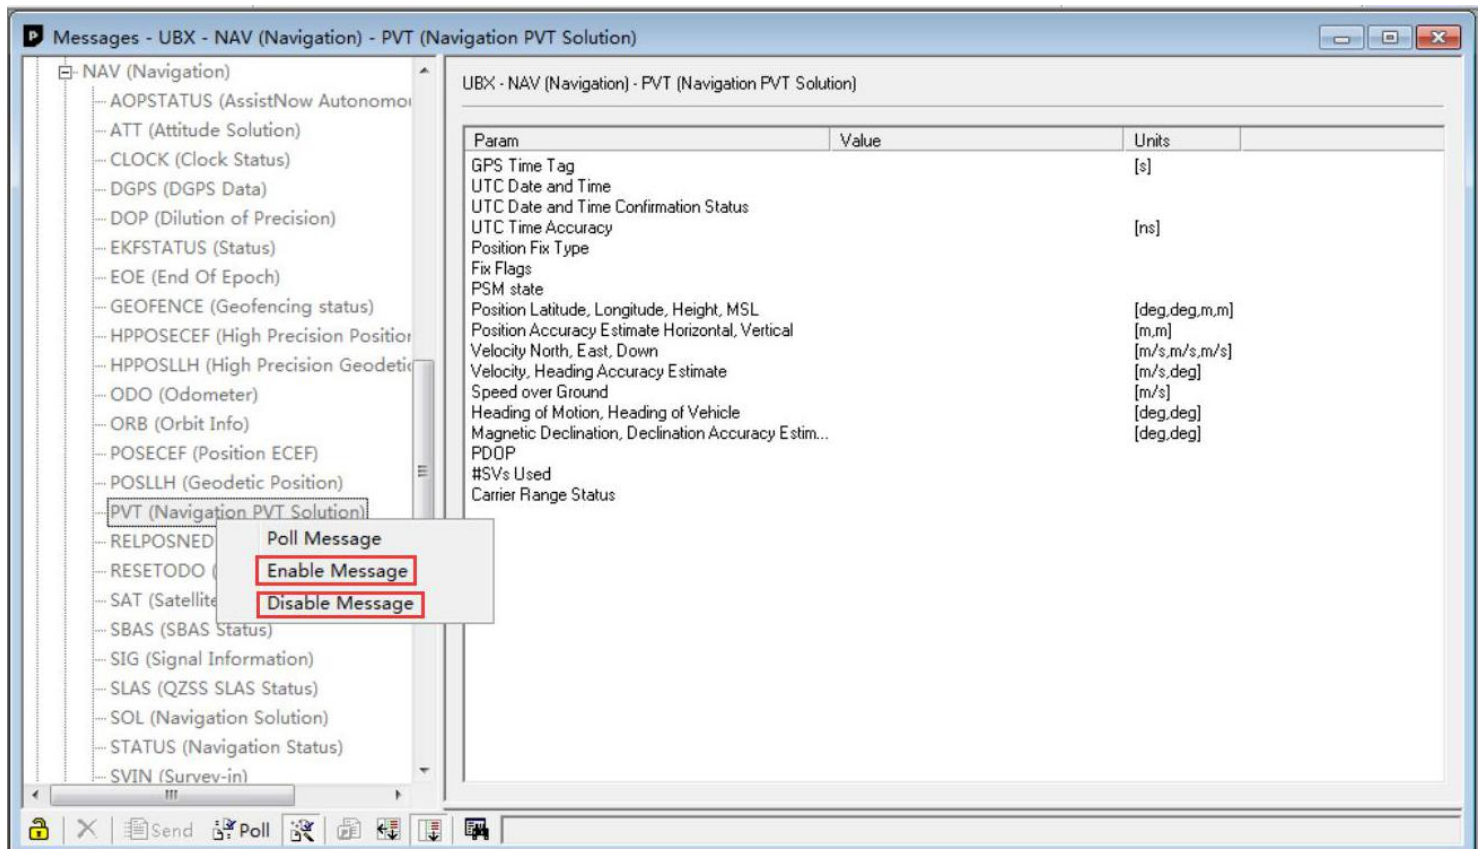 Messages - UBX - NAV (Navigation) - PVT (Navigation PVT Solution)
NAV (Navigation)
AOPSTATUS (AssistNow Autonomou
ATT (Attitude Solution)
CLOCK (Clock Status)
DGPS (DGPS Data)
DOP (Dilution of Precision)
EKFSTATUS (Status)
EOE (End Of Epoch)
GEOFENCE (Geofencing status)
HPPOSECEF (High Precision Position
HPPOSLLH (High Precision Geodetic
ODO (Odometer)
ORB (Orbit Info)
POSECEF (Position ECEF)
POSLLH (Geodetic Position)
PVT (Navigation PVT Solution)
RELPOSNED
RESETODO (
SAT (Satellite
SBAS (SBAS Status)
SIG (Signal Information)
SLAS (QZSS SLAS Status)
SOL (Navigation Solution)
STATUS (Navigation Status)
SVIN (Survey-in)
Poll Message
Enable Message
Disable Message
UBX - NAV (Navigation) - PVT (Navigation PVT Solution)
Param Value Units
GPS Time Tag [s]
UTC Date and Time
UTC Date and Time Confirmation Status
UTC Time Accuracy [ns]
Position Fix Type
Fix Flags
PSM state
Position Latitude, Longitude, Height, MSL [deg,deg,m,m]
Position Accuracy Estimate Horizontal, Vertical [m,m]
Velocity North, East, Down [m/s,m/s,m/s]
Velocity, Heading Accuracy Estimate [m/s,deg]
Speed over Ground [m/s]
Heading of Motion, Heading of Vehicle [deg,deg]
Magnetic Declination, Declination Accuracy Estim... [deg,deg]
PDOP
#SVs Used
Carrier Range Status
Send Poll